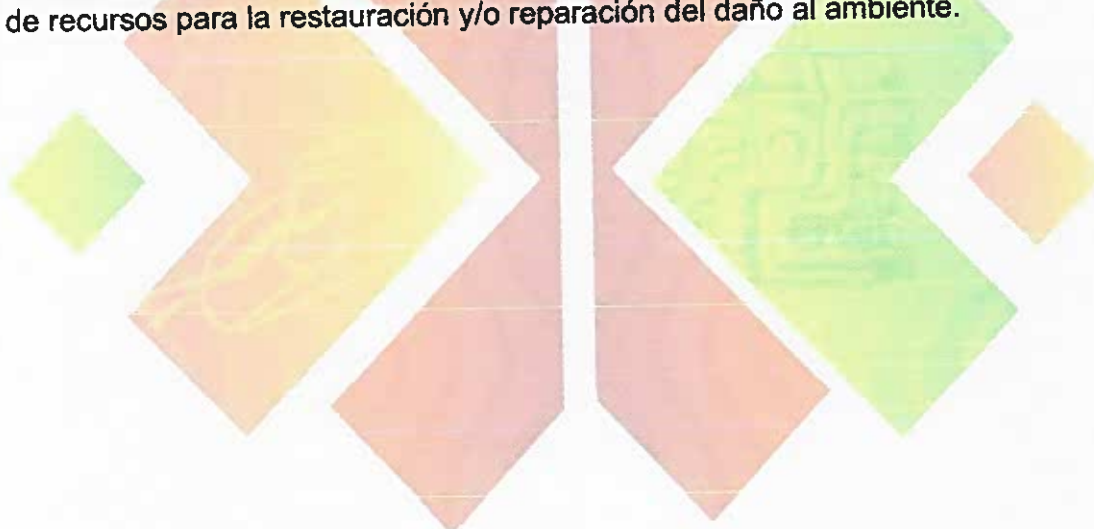 de recursos para la restauración y/o reparación del daño al ambiente.